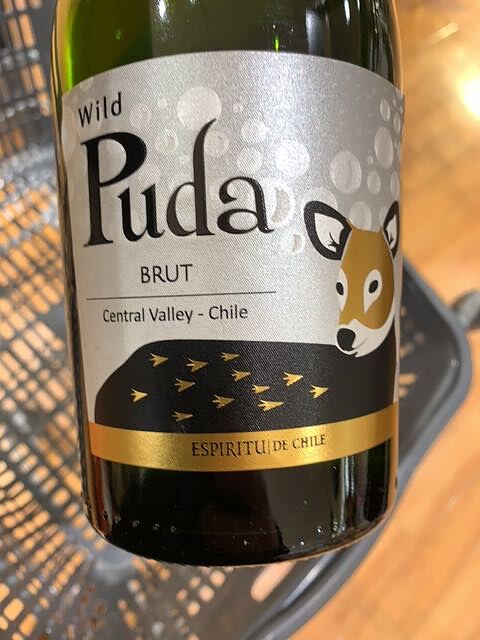 Wild
Puda
BRUT
Central Valley - Chile
ESPIRITU|DE CHILE